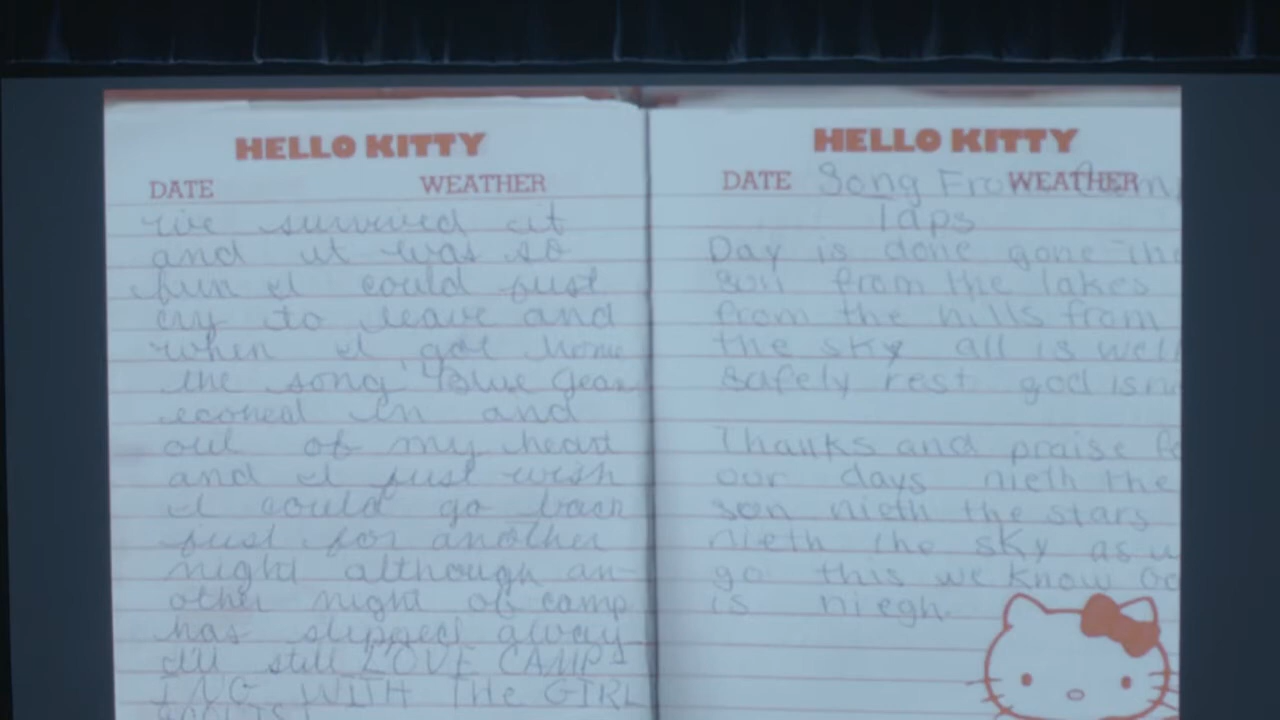 HELLO KITTY
DATE WEATHER
I've survived it
and it was so
fun I could just
cry to leave and
when I got home
the song "Blue Jean
echoned in and
out of my heart
and I just wish
I could go back
just for another
night although an-
other night of camp
has slipped away
I'll still LOVE CAMP-
ING WITH THE GIRL
HELLO KITTY
DATE Song From WEATHER
Taps
Day is done gone the
sun from the lakes
from the hills from
the sky all is well
safely rest god is
Thanks and praise
our days nieth the
son nieth the stars
nieth the sky as
go this we know
is niegh.